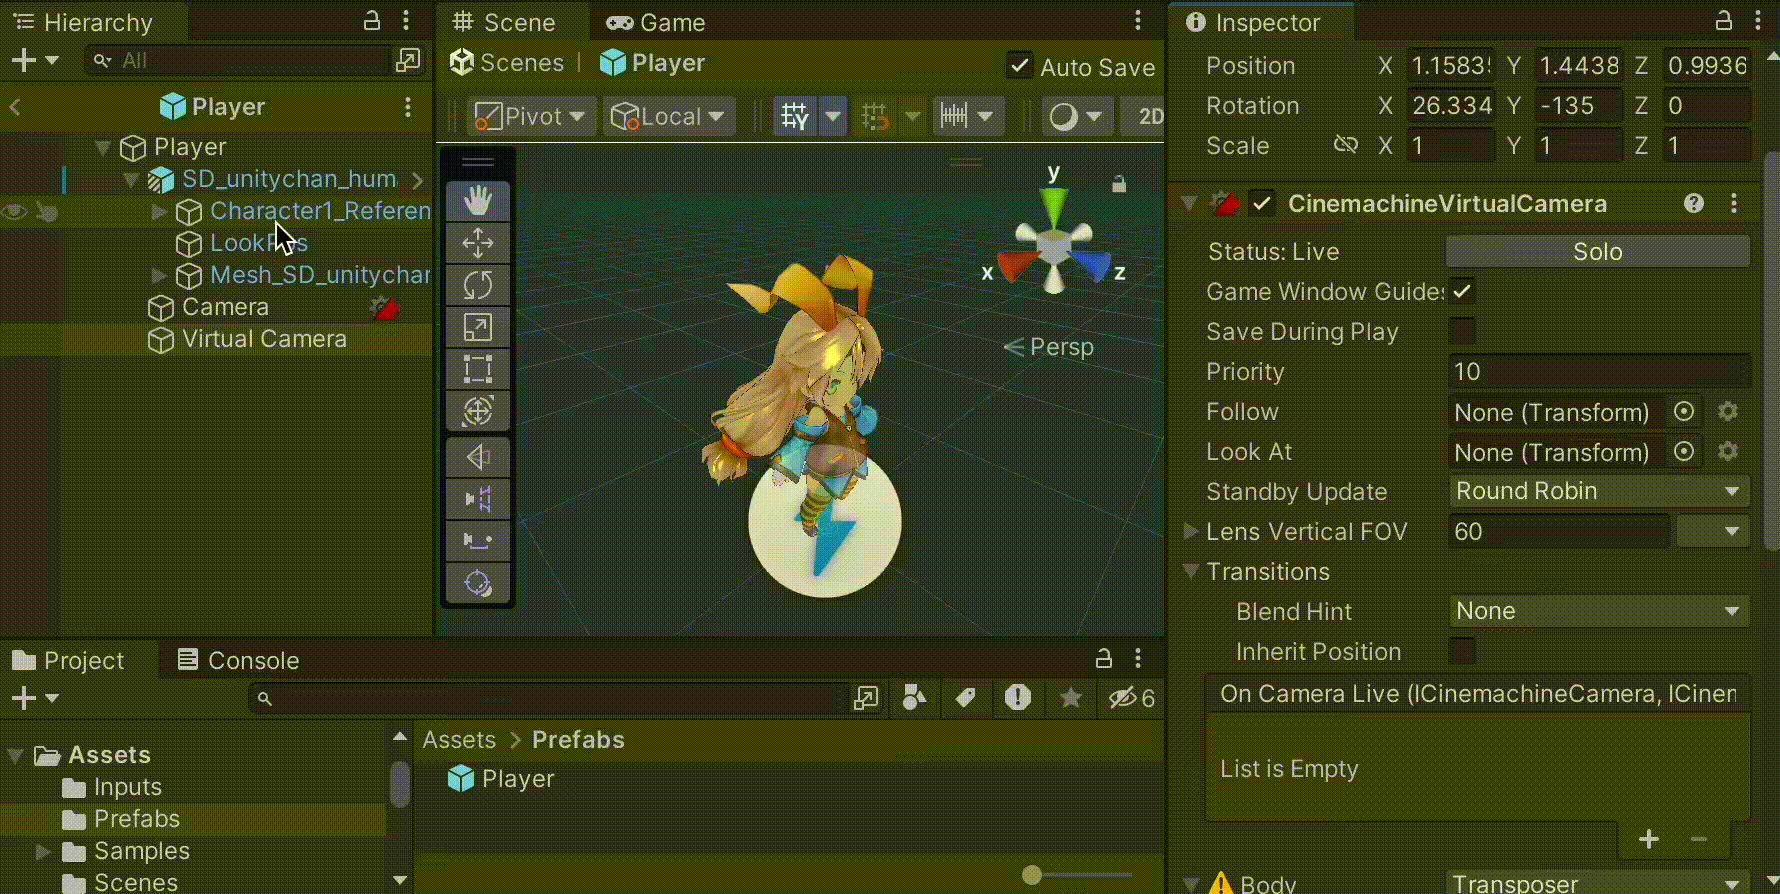 Hierarchy
All
Player
Player
SD_unitychan_hum
Character1_Referen
Mesh_SD_unitychan
Camera
Virtual Camera
Scene
Game
Scenes
Player
Auto Save
Pivot
Local
2D
y
x
z
Persp
Project
Console
6
Assets
Inputs
Prefabs
Samples
Scenes
Assets > Prefabs
Player
Inspector
Position X 1.1583 Y 1.4438 Z 0.9936
Rotation X 26.334 Y -135 Z 0
Scale X 1 Y 1 Z 1
CinemachineVirtualCamera
Status: Live Solo
Game Window Guides
Save During Play
Priority 10
Follow None (Transform)
Look At None (Transform)
Standby Update Round Robin
Lens Vertical FOV 60
Transitions
Blend Hint None
Inherit Position
On Camera Live (ICinemachineCamera, ICinem
List is Empty
Body Transposer